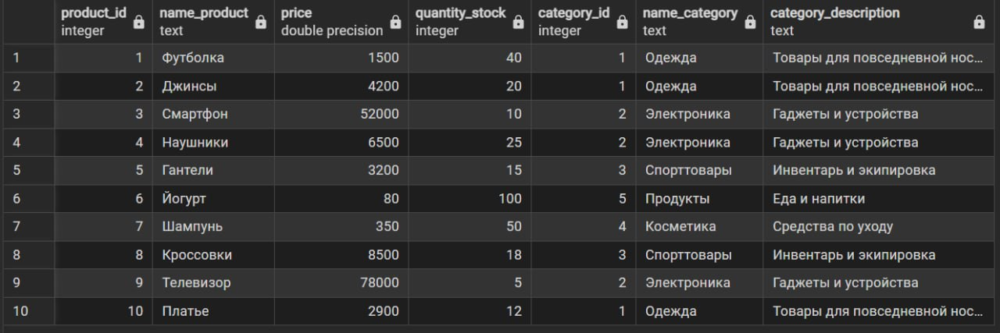 product_id name_product price quantity_stock category_id name_category category_description
integer text double precision integer integer text text
1 1 Футболка 1500 40 1 Одежда Товары для повседневной нос...
2 2 Джинсы 4200 20 1 Одежда Товары для повседневной нос...
3 3 Смартфон 52000 10 2 Электроника Гаджеты и устройства
4 4 Наушники 6500 25 2 Электроника Гаджеты и устройства
5 5 Гантели 3200 15 3 Спорттовары Инвентарь и экипировка
6 6 Йогурт 80 100 5 Продукты Еда и напитки
7 7 Шампунь 350 50 4 Косметика Средства по уходу
8 8 Кроссовки 8500 18 3 Спорттовары Инвентарь и экипировка
9 9 Телевизор 78000 5 2 Электроника Гаджеты и устройства
10 10 Платье 2900 12 1 Одежда Товары для повседневной нос...